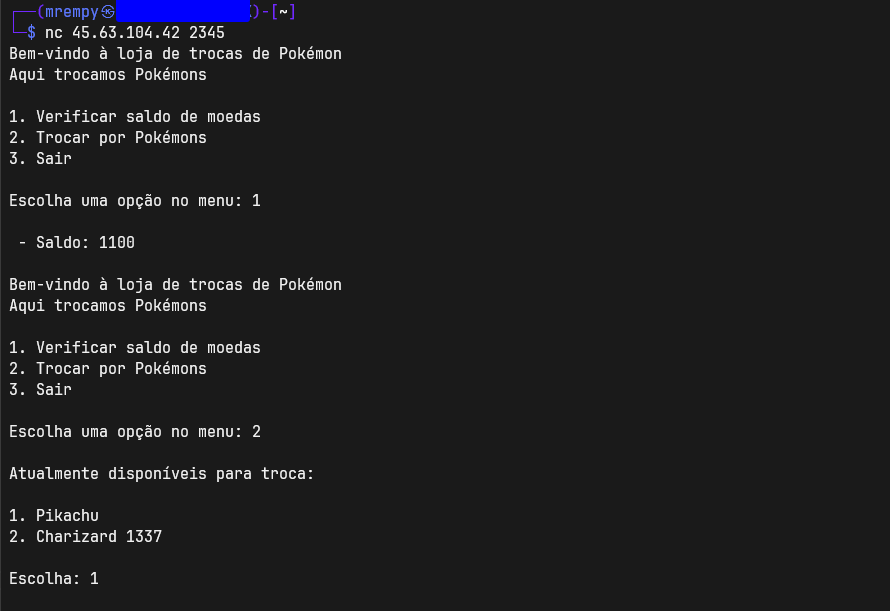 (mrempy㉿)-[~]
$ nc 45.63.104.42 2345
Bem-vindo à loja de trocas de Pokémon
Aqui trocamos Pokémons
1. Verificar saldo de moedas
2. Trocar por Pokémons
3. Sair
Escolha uma opção no menu: 1
- Saldo: 1100
Bem-vindo à loja de trocas de Pokémon
Aqui trocamos Pokémons
1. Verificar saldo de moedas
2. Trocar por Pokémons
3. Sair
Escolha uma opção no menu: 2
Atualmente disponíveis para troca:
1. Pikachu
2. Charizard 1337
Escolha: 1